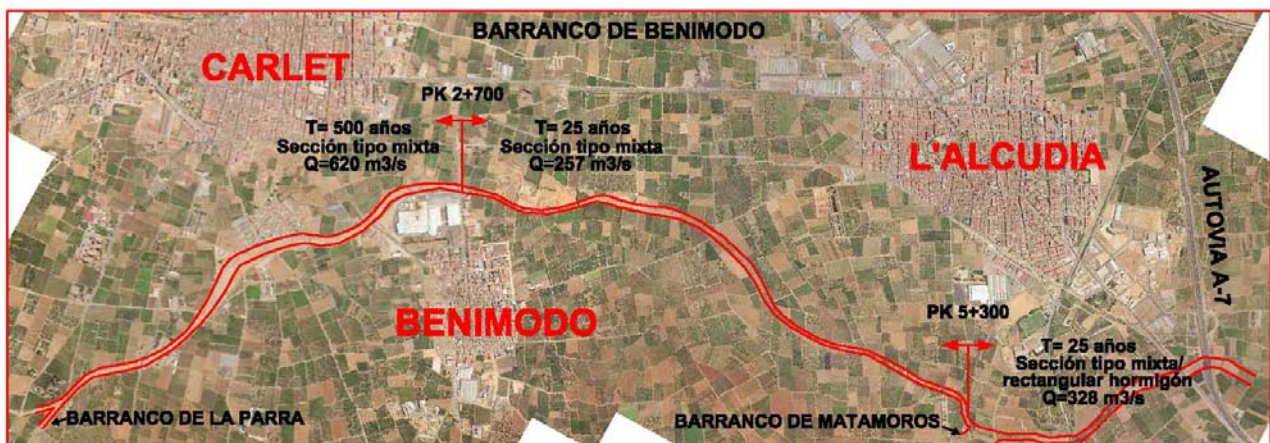 BARRANCO DE BENIMODO
CARLET
PK 2+700
T= 500 años
Sección tipo mixta
Q=620 m3/s
T= 25 años
Sección tipo mixta
Q=257 m3/s
L'ALCUDIA
AUTOVIA A-7
BENIMODO
PK 5+300
T= 25 años
Sección tipo mixta/
rectangular hormigón
Q=328 m3/s
BARRANCO DE LA PARRA
BARRANCO DE MATAMOROS